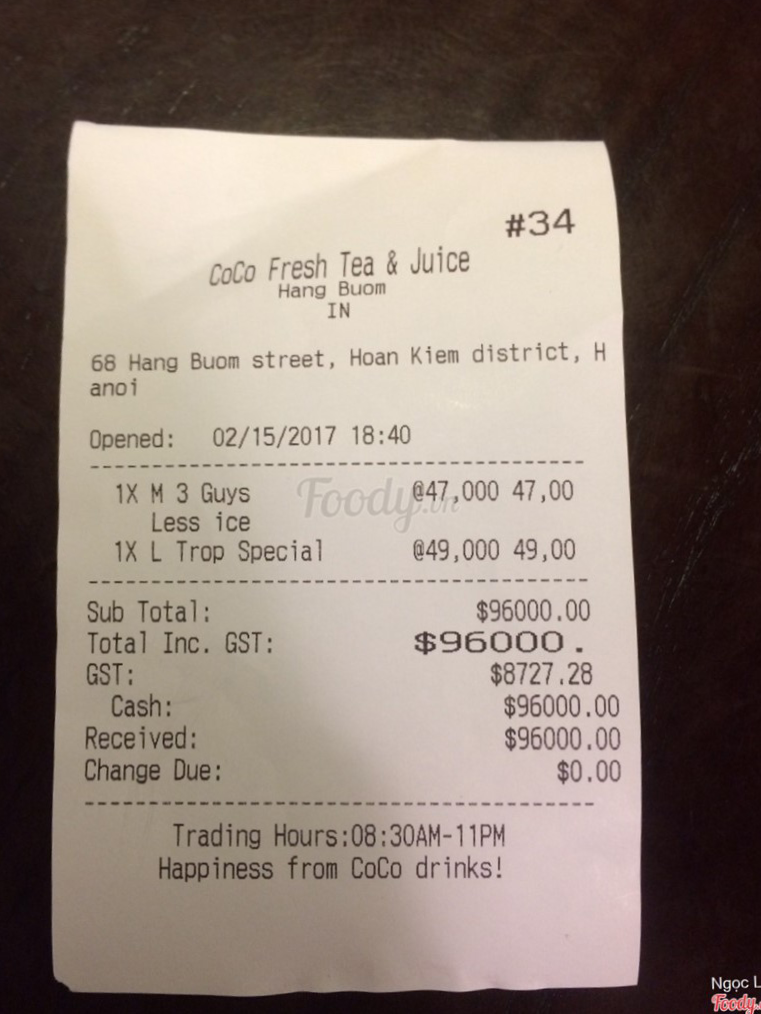 #34
CoCo Fresh Tea & Juice
Hang Buom
IN
68 Hang Buom street, Hoan Kiem district, H
anoi
Opened: 02/15/2017 18:40
1X M 3 Guys @47,000 47,00
Less ice
1X L Trop Special @49,000 49,00
Foody.vn
Sub Total: $96000.00
Total Inc. GST: $96000.
GST: $8727.28
Cash: $96000.00
Received: $96000.00
Change Due: $0.00
Trading Hours:08:30AM-11PM
Happiness from CoCo drinks!
Ngọc L
Foody.